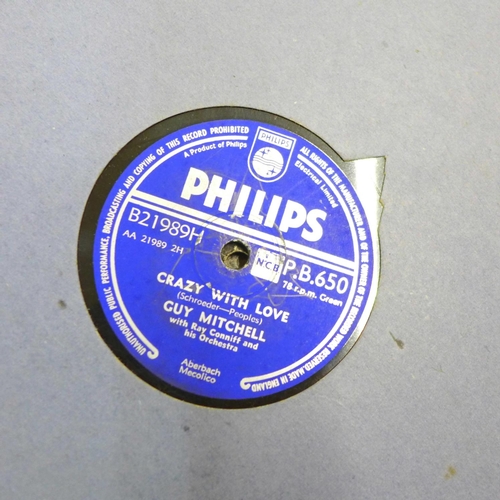 UNAUTHORISED PUBLIC PERFORMANCE, BROADCASTING AND COPYING OF THIS RECORD PROHIBITED
ALL RIGHTS OF THE MANUFACTURER AND OF THE OWNER OF THE RECORDED WORK RESERVED. MADE IN ENGLAND
A Product of Philips
Electrical Limited
PHILIPS
PHILIPS
B21989H
AA 21989 2H
NCB
P.B.650
78 r.p.m. Green
CRAZY WITH LOVE
(Schroeder—Peoples)
GUY MITCHELL
with Ray Conniff and
his Orchestra
Aberbach
Mecolico